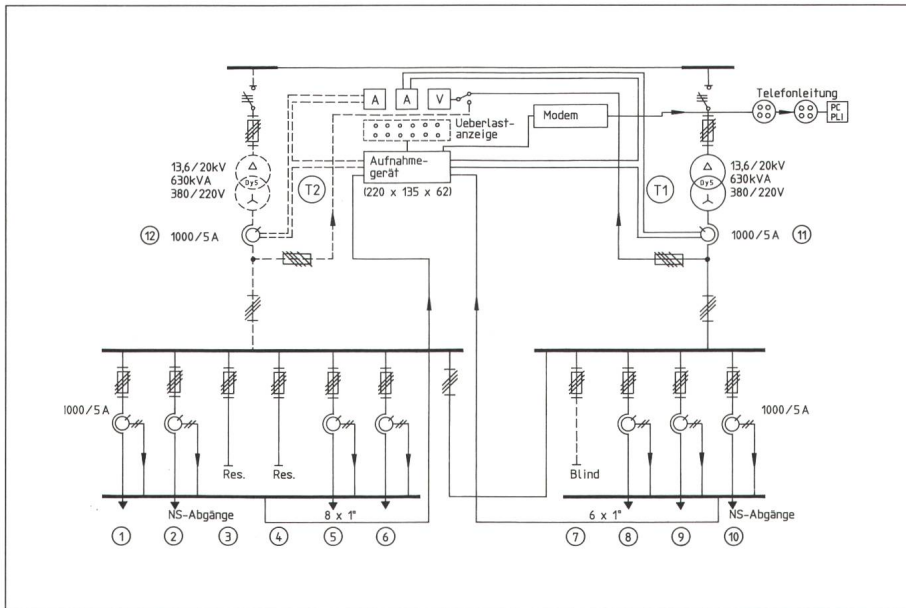 Telefonleitung
A
A
V
PC
PLI
Modem
Ueberlast-
anzeige
13,6/20kV
630kVA
380/220V
Dy5
T2
Aufnahme-
gerät
(220 x 135 x 62)
T1
13,6/20kV
630kVA
380/220V
Dy5
12
1000/5A
1000/5A
11
1000/5A
1000/5A
Res.
Res.
Blind
NS-Abgänge
8 x 1"
6 x 1"
NS-Abgänge
1
2
3
4
5
6
7
8
9
10